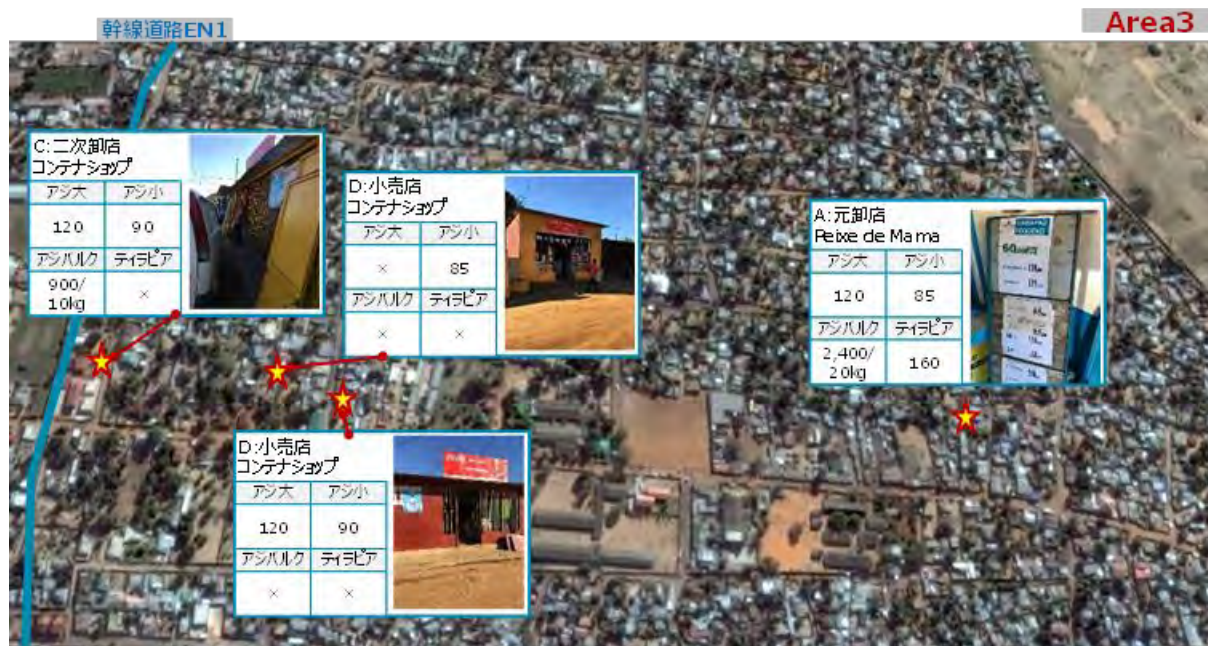 幹線道路EN1
Area3
C:二次卸店
コンテナショップ
アジ大 アジ小
120 90
アジバルク ティラピア
900/
10kg ×
D:小売店
コンテナショップ
アジ大 アジ小
× 85
アジバルク ティラピア
× ×
A:元卸店
Peixe de Mama
アジ大 アジ小
120 85
アジバルク ティラピア
2,400/
20kg 160
D:小売店
コンテナショップ
アジ大 アジ小
120 90
アジバルク ティラピア
× ×